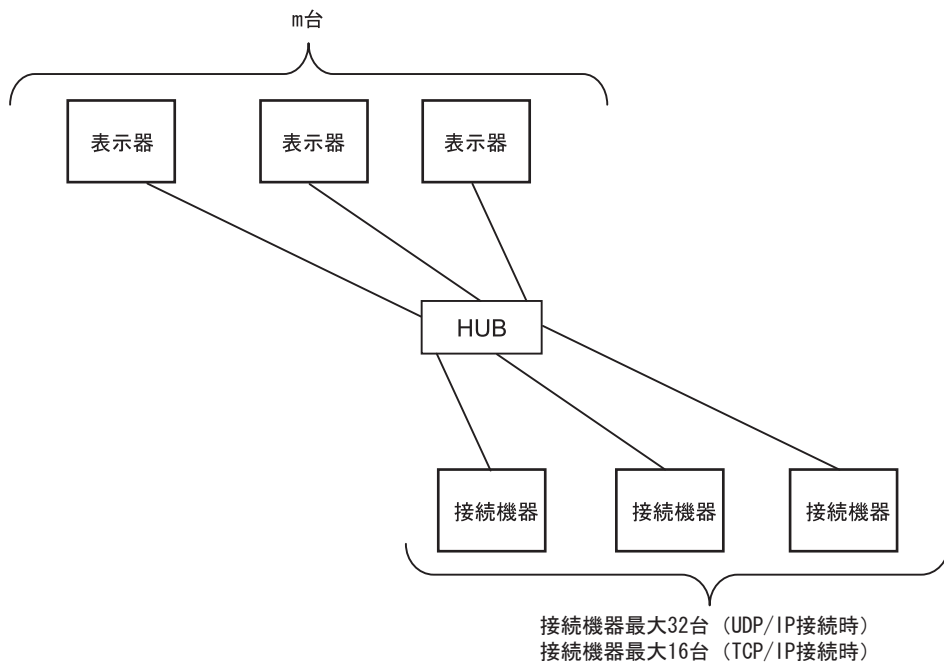 m台
表示器
表示器
表示器
HUB
接続機器
接続機器
接続機器
接続機器最大32台（UDP/IP接続時）
接続機器最大16台（TCP/IP接続時）